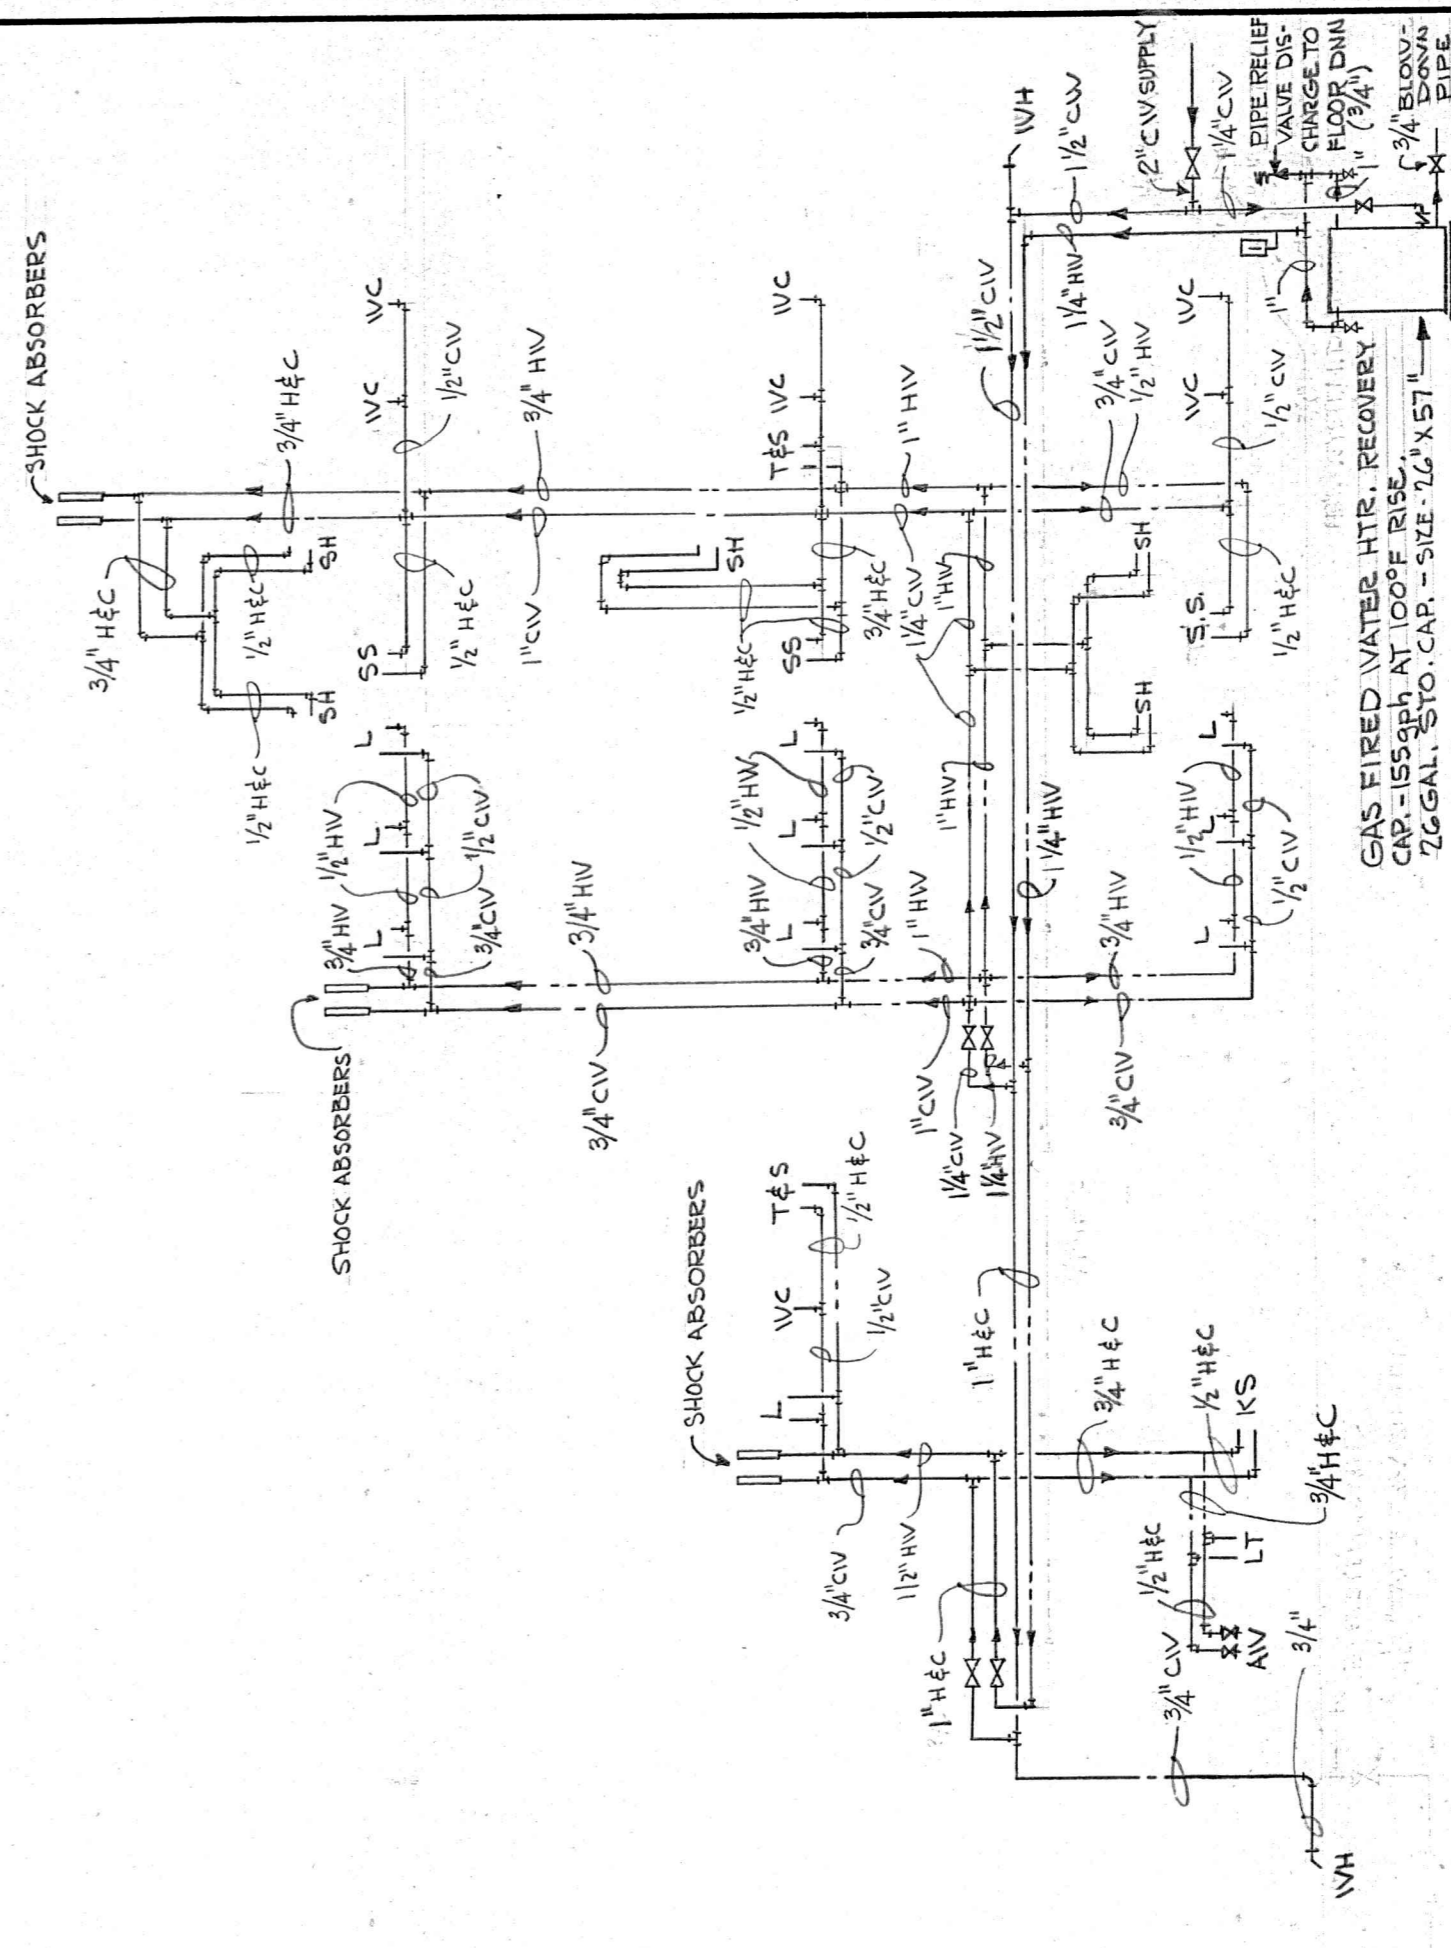 SHOCK ABSORBERS
3/4" H&C
3/4" H&C
1/2" H&C
1/2" H&C
SH
SH
WC
WC
1/2" CW
SS
1/2" H&C
3/4" HW
1" CW
SHOCK ABSORBERS
L
L
L
1/2" HW
3/4" HW
1/2" CW
3/4" CW
3/4" HW
3/4" CW
SH
1/2" H&C
SS
3/4" H&C
T&S
WC
WC
1" HW
1 1/4" CW
1/2" HW
3/4" HW
L
L
L
1/2" CW
3/4" CW
1" HW
1" CW
1 1/4" CW
1 1/4" HW
1" HW
1" HW
1 1/4" HW
SHOCK ABSORBERS
L
WC
T&S
1/2" CW
1/2" H&C
3/4" CW
1 1/2" HW
1" H&C
1" H&C
1" H&C
3/4" H&C
1/2" H&C
KS
3/4" H&C
1/2" H&C
LT
AW
3/4" CW
3/4"
WH
3/4" CW
3/4" HW
L
L
L
1/2" HW
1/2" CW
SH
SH
3/4" CW
1/2" HW
S.S.
1/2" H&C
WC
WC
1/2" CW
1 1/2" CW
1 1/4" HW
WH
1 1/2" CW
2" CW SUPPLY
1 1/4" CW
PIPE RELIEF
VALVE DIS-
CHARGE TO
FLOOR DNN
1" (3/4")
3/4" BLOW-
DOWN
PIPE
1"
GAS FIRED WATER HTR. RECOVERY
CAP.-155gph AT 100°F RISE.
26 GAL. STO. CAP. - SIZE-26" X 57"